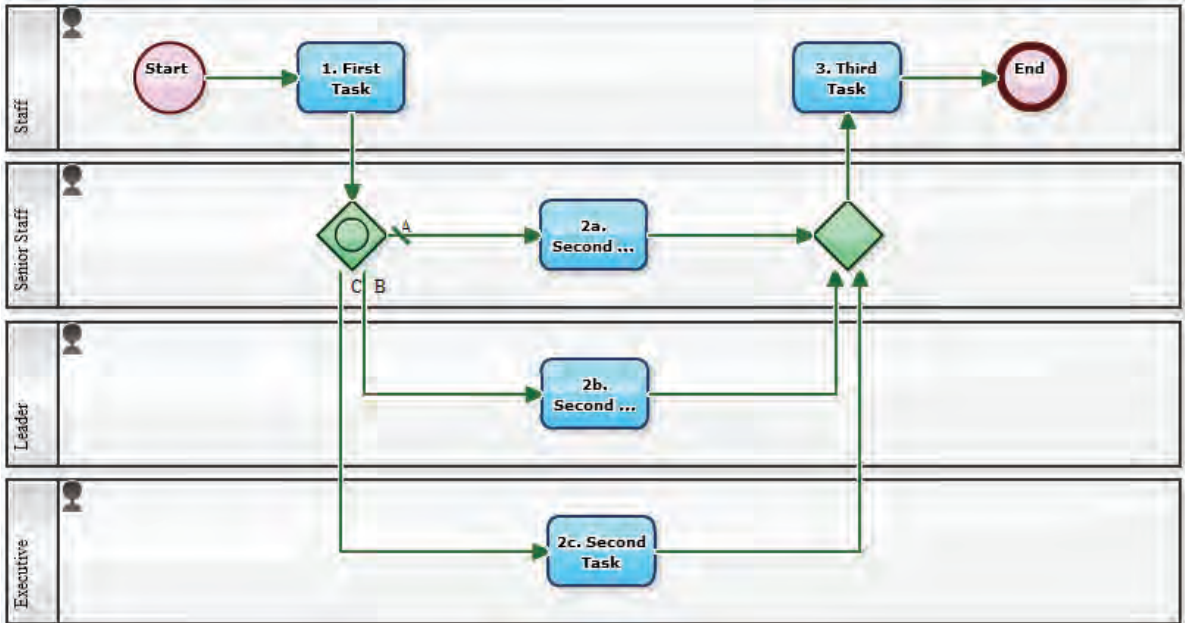 Staff
Start
1. First
Task
3. Third
Task
End
Senior Staff
A
2a.
Second ...
C B
Leader
2b.
Second ...
Executive
2c. Second
Task